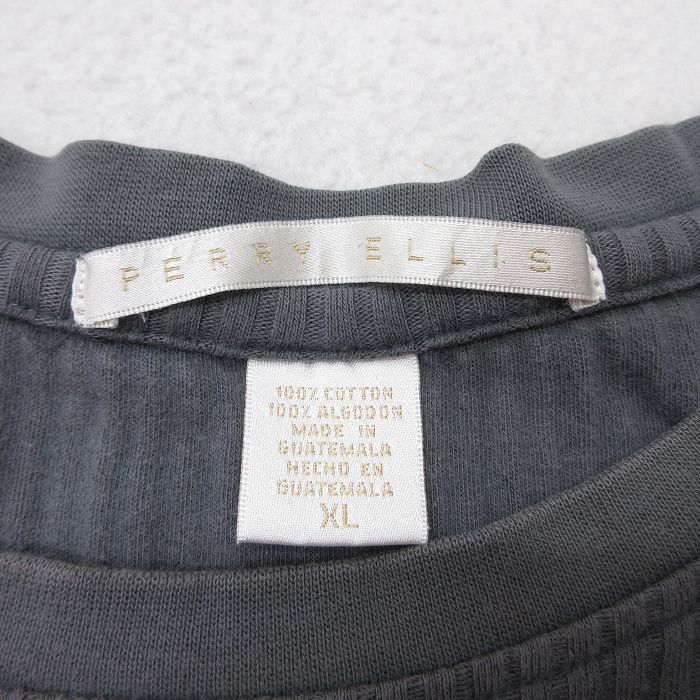 PERRY ELLIS
100% COTTON
100% ALGODON
MADE IN
GUATEMALA
HECHO EN
GUATEMALA
XL